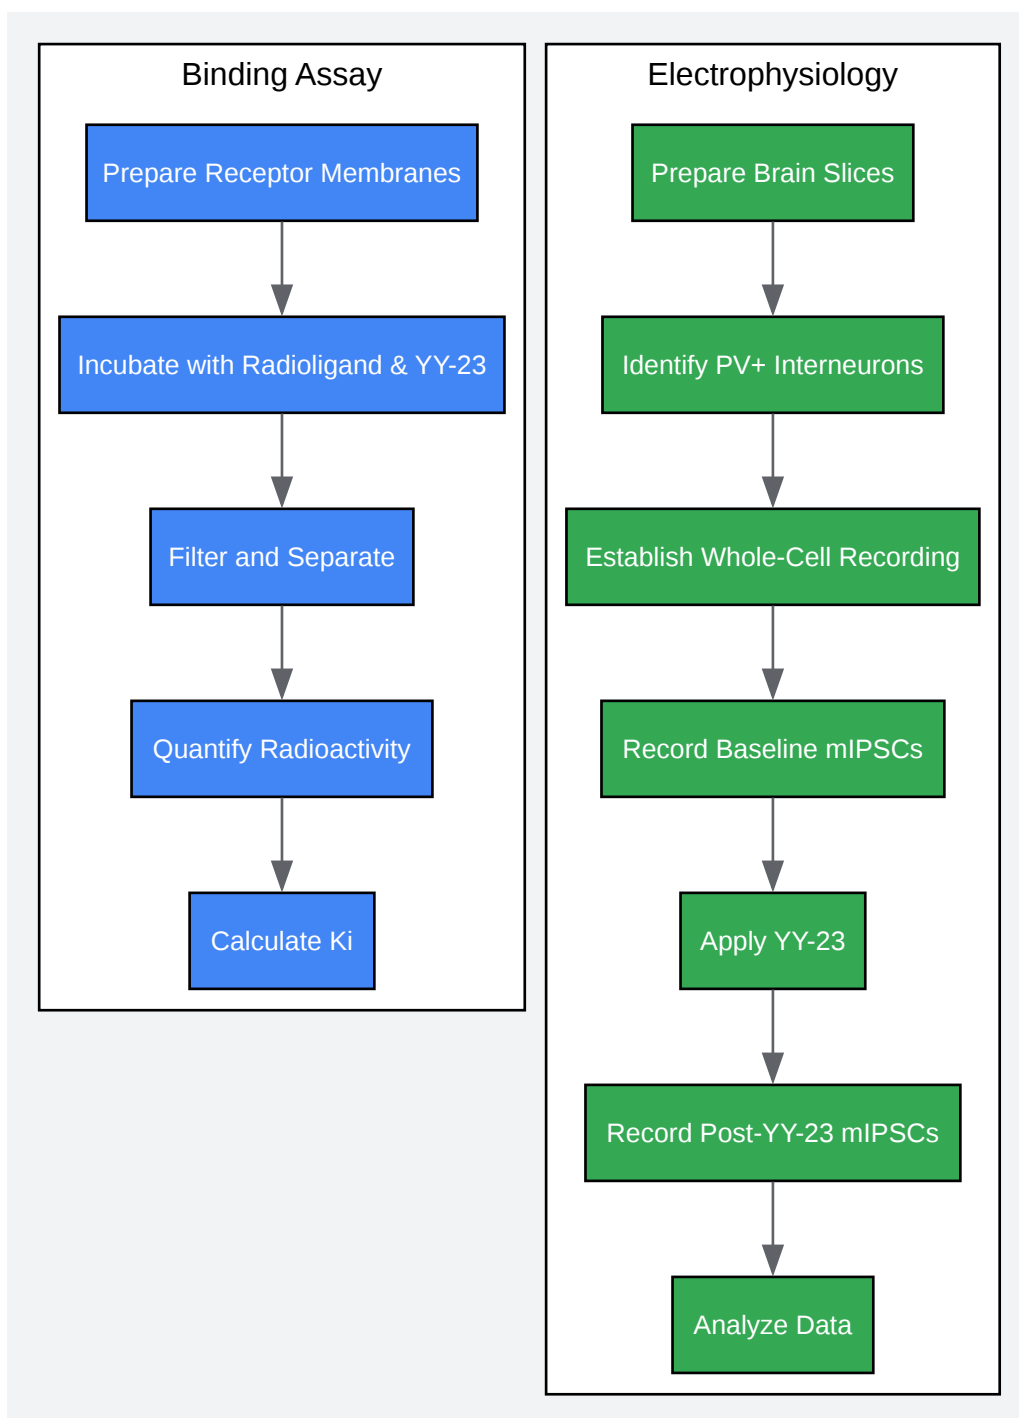 Binding Assay
Prepare Receptor Membranes
Incubate with Radioligand & YY-23
Filter and Separate
Quantify Radioactivity
Calculate Ki
Electrophysiology
Prepare Brain Slices
Identify PV+ Interneurons
Establish Whole-Cell Recording
Record Baseline mIPSCs
Apply YY-23
Record Post-YY-23 mIPSCs
Analyze Data